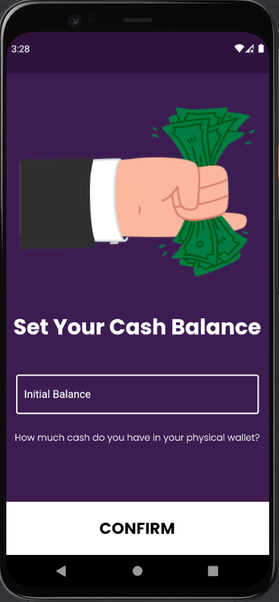 3:28
Set Your Cash Balance
Initial Balance
How much cash do you have in your physical wallet?
CONFIRM